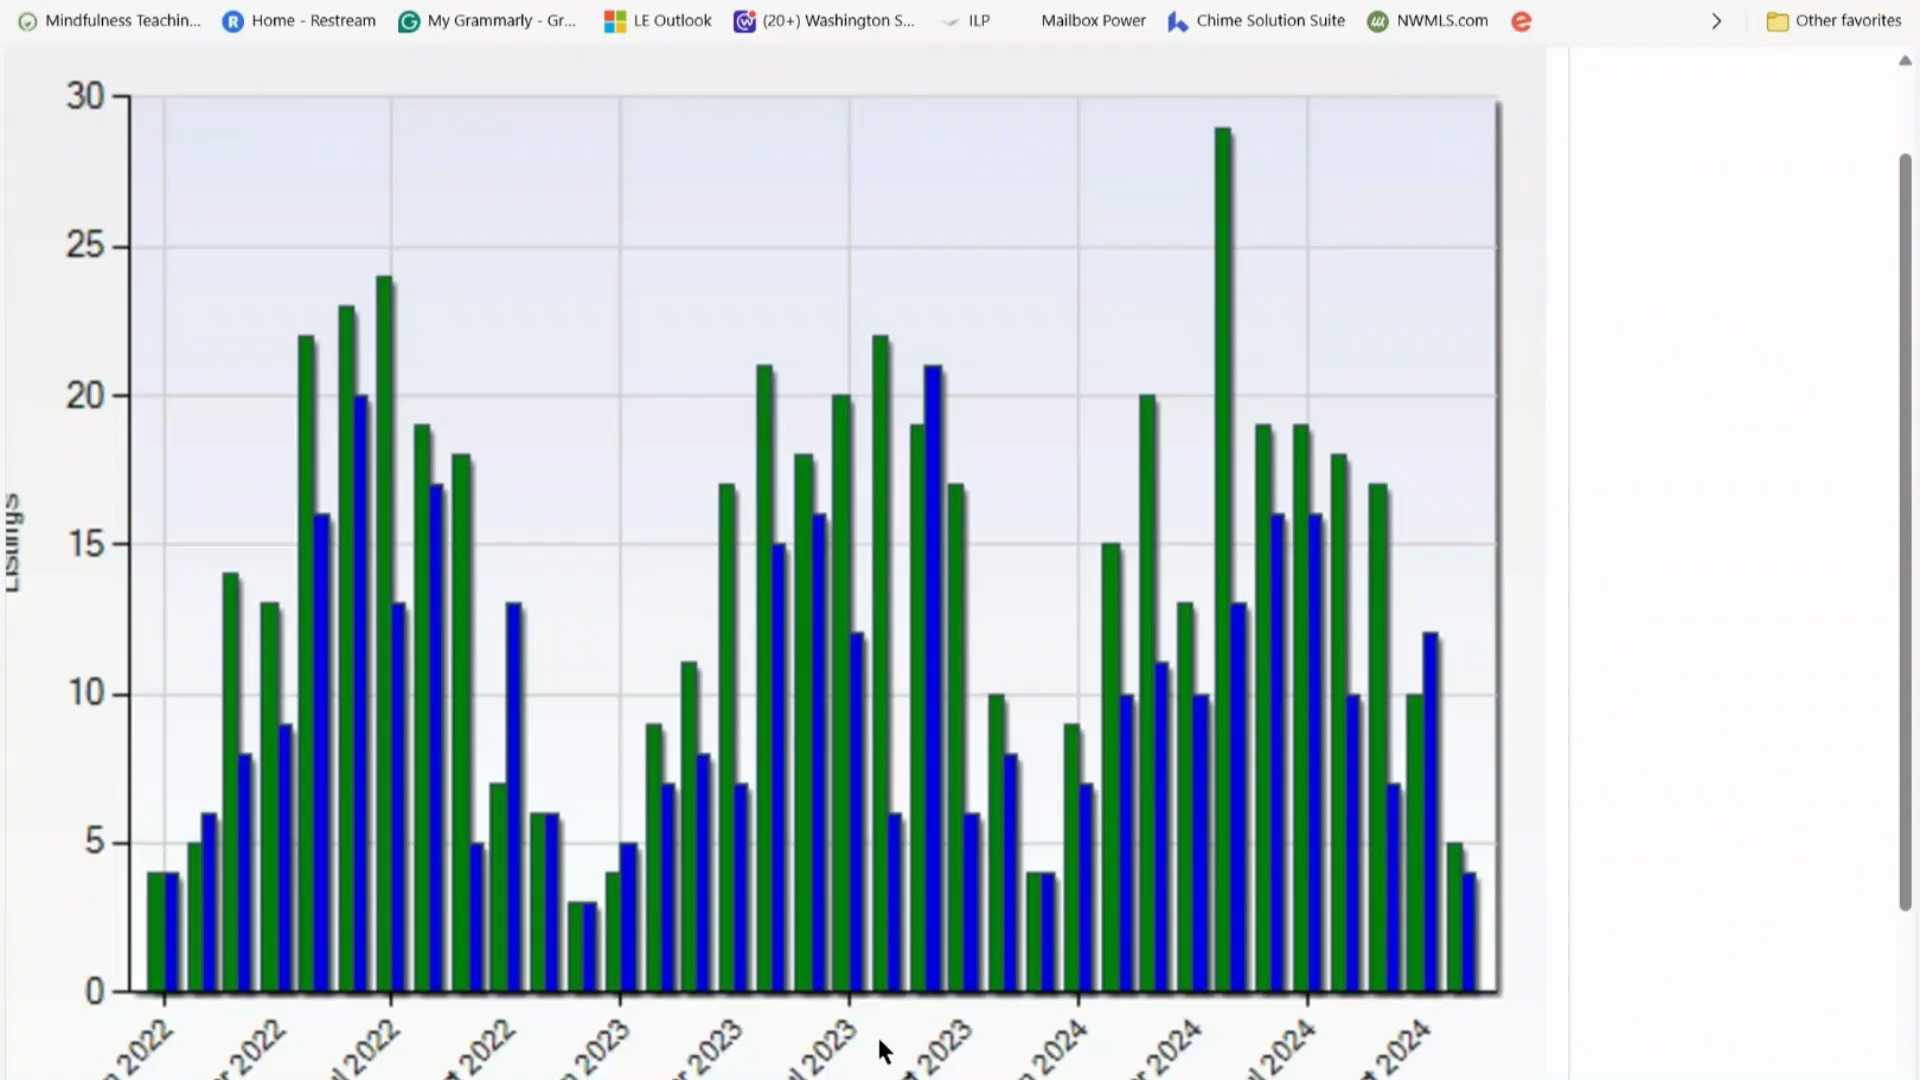 Mindfulness Teachin... Home - Restream My Grammarly - Gr... LE Outlook (20+) Washington S... ILP Mailbox Power Chime Solution Suite NWMLS.com Other favorites
30
25
20
15
10
5
0
Listings
2022 2022 2022 2022 2023 2023 2023 2023 2024 2024 2024 2024